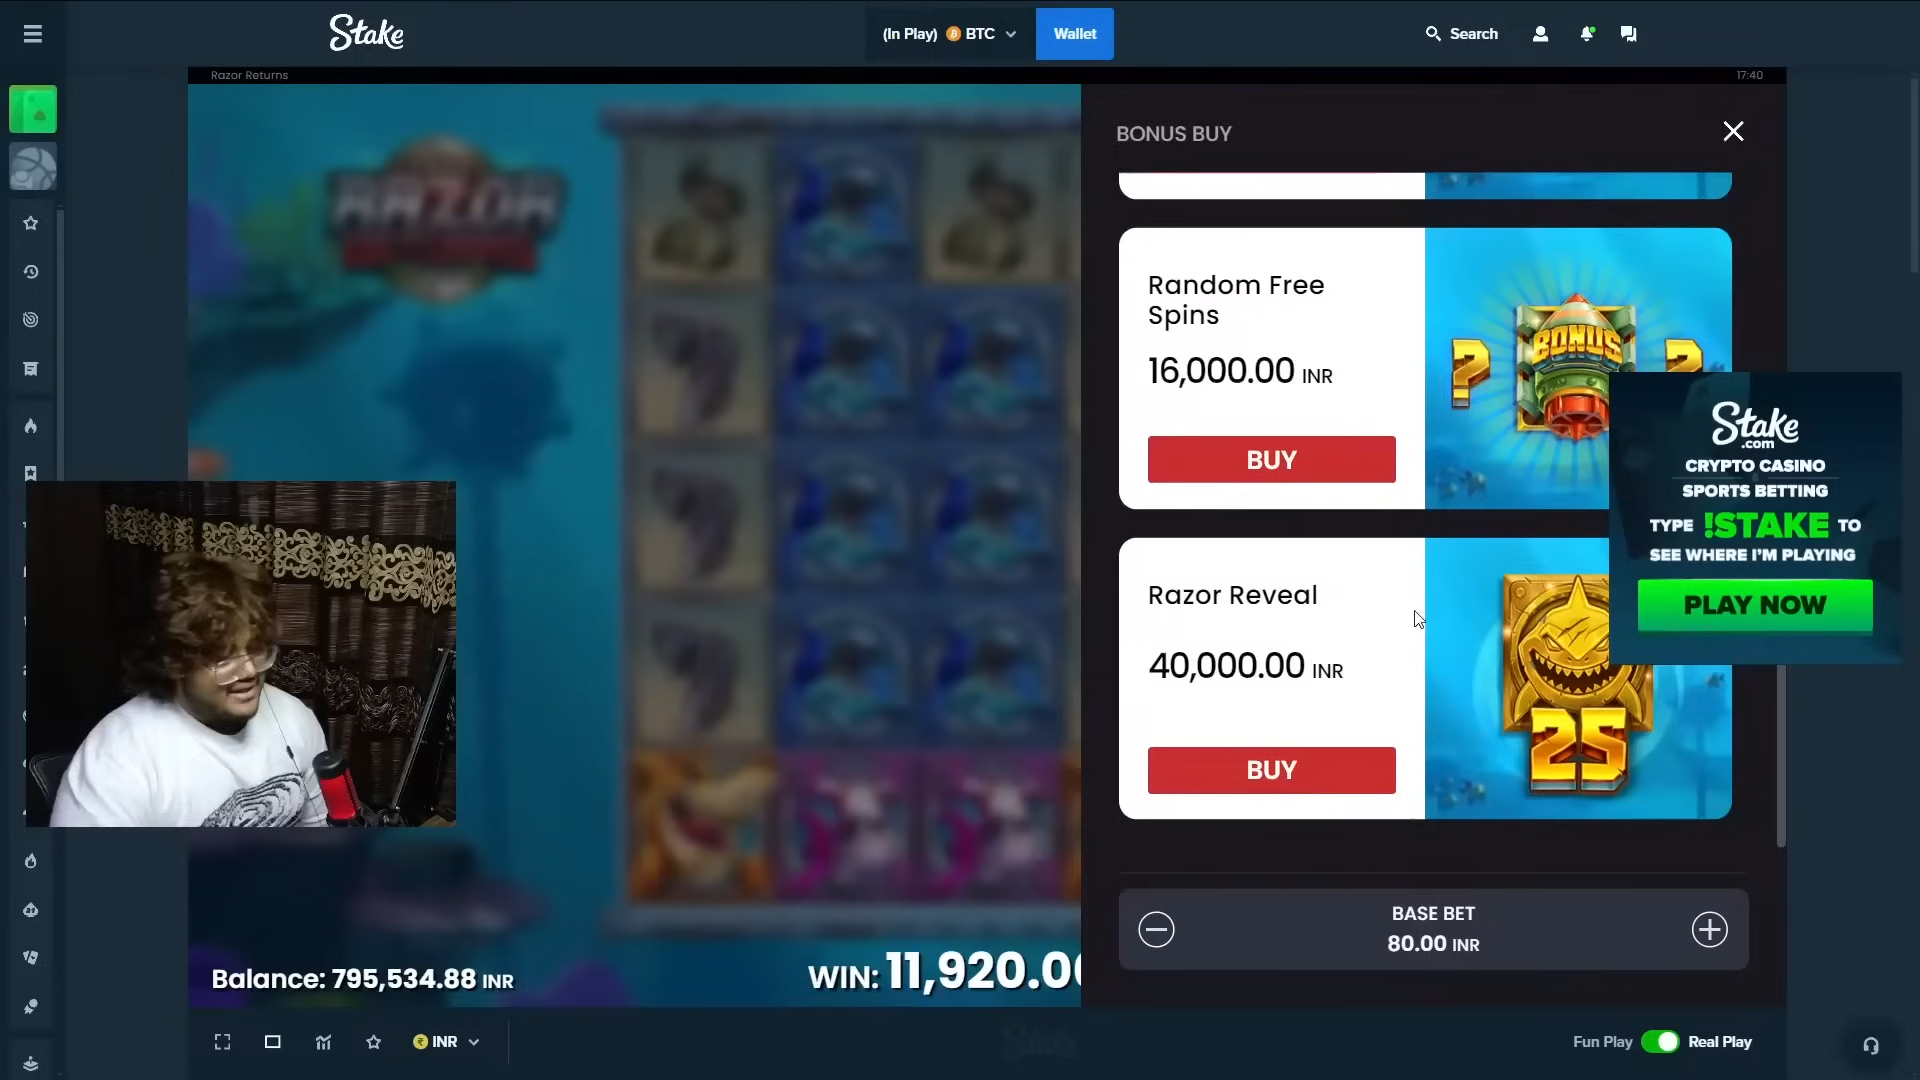 Stake
(In Play) BTC
Wallet
Search
Razor Returns
17:40
RAZOR
BONUS BUY
Random Free
Spins
16,000.00 INR
BUY
? BONUS ?
Stake
.com
CRYPTO CASINO
SPORTS BETTING
TYPE !STAKE TO
SEE WHERE I'M PLAYING
PLAY NOW
Razor Reveal
40,000.00 INR
BUY
25
BASE BET
80.00 INR
Balance: 795,534.88 INR
WIN: 11,920.00
INR
Stake
Fun Play
Real Play